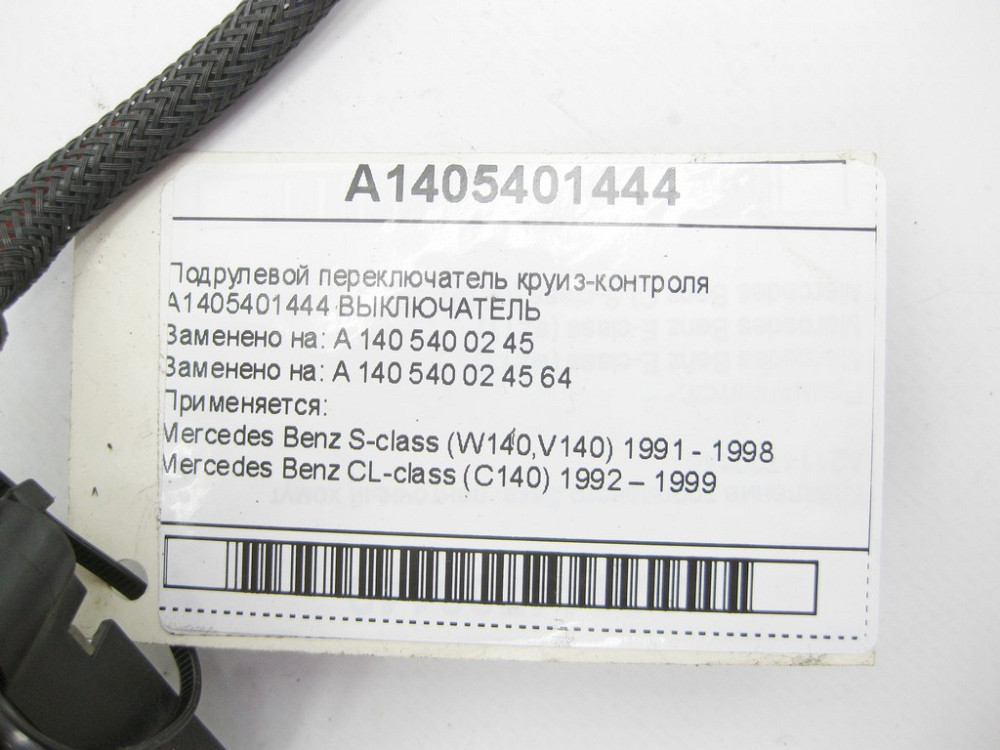 A1405401444
Подрулевой переключатель круиз-контроля
A1405401444 ВЫКЛЮЧАТЕЛЬ
Заменено на: A 140 540 02 45
Заменено на: A 140 540 02 45 64
Применяется:
Mercedes Benz S-class (W140,V140) 1991 - 1998
Mercedes Benz CL-class (C140) 1992 – 1999